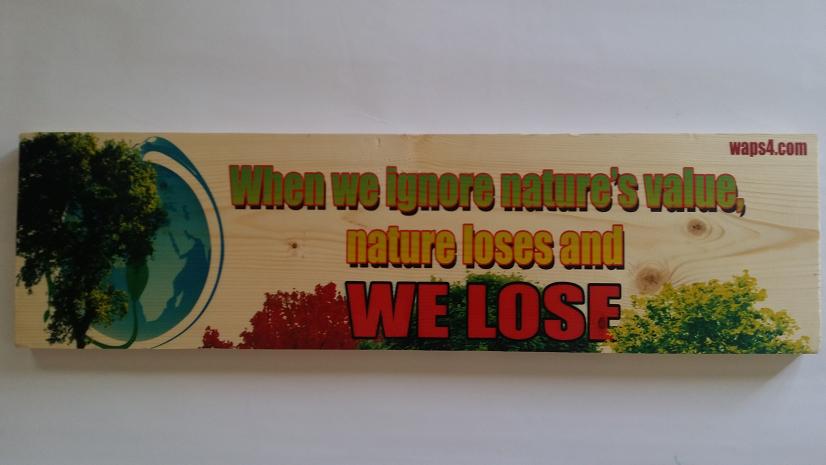 waps4.com
When we ignore nature's value,
nature loses and
WE LOSE